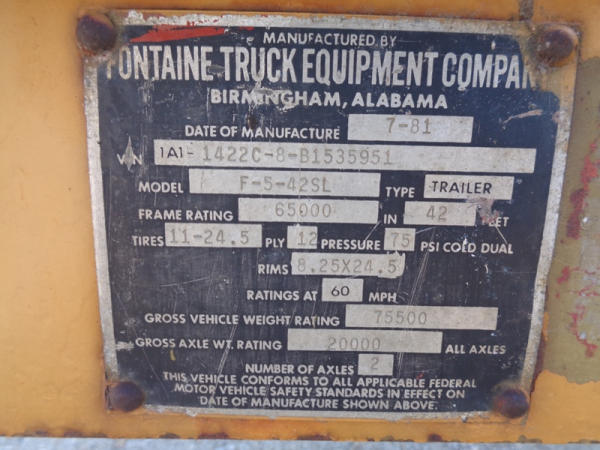 MANUFACTURED BY
FONTAINE TRUCK EQUIPMENT COMPANY
BIRMINGHAM, ALABAMA
DATE OF MANUFACTURE 7-81
VIN 1A1- 1422C-8-B1535951
MODEL F-5-42SL TYPE TRAILER
FRAME RATING 65000 IN 42 FEET
TIRES 11-24.5 PLY 12 PRESSURE 75 PSI COLD DUAL
RIMS 8.25X24.5
RATINGS AT 60 MPH
GROSS VEHICLE WEIGHT RATING 75500
GROSS AXLE WT. RATING 20000 ALL AXLES
NUMBER OF AXLES 2
THIS VEHICLE CONFORMS TO ALL APPLICABLE FEDERAL
MOTOR VEHICLE SAFETY STANDARDS IN EFFECT ON
DATE OF MANUFACTURE SHOWN ABOVE.